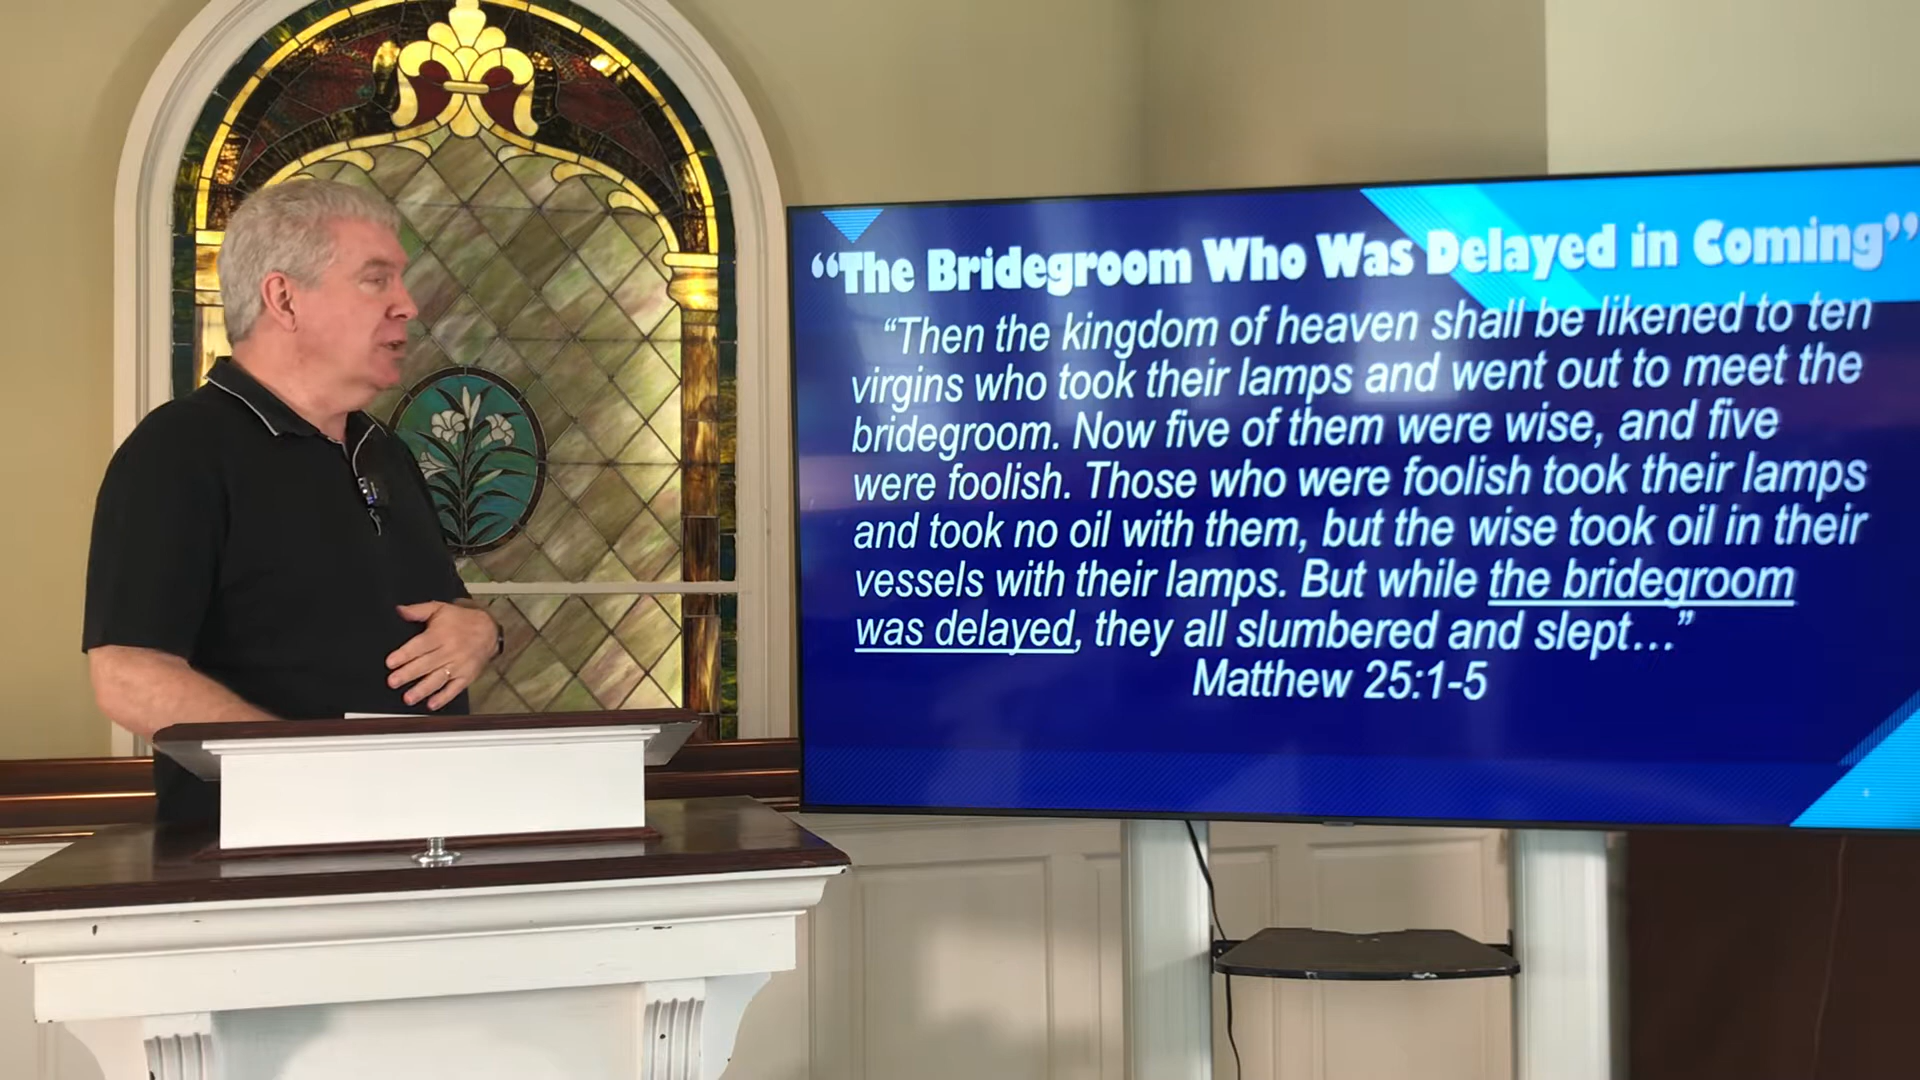 “The Bridegroom Who Was Delayed in Coming”
“Then the kingdom of heaven shall be likened to ten
virgins who took their lamps and went out to meet the
bridegroom. Now five of them were wise, and five
were foolish. Those who were foolish took their lamps
and took no oil with them, but the wise took oil in their
vessels with their lamps. But while the bridegroom
was delayed, they all slumbered and slept…”
Matthew 25:1-5